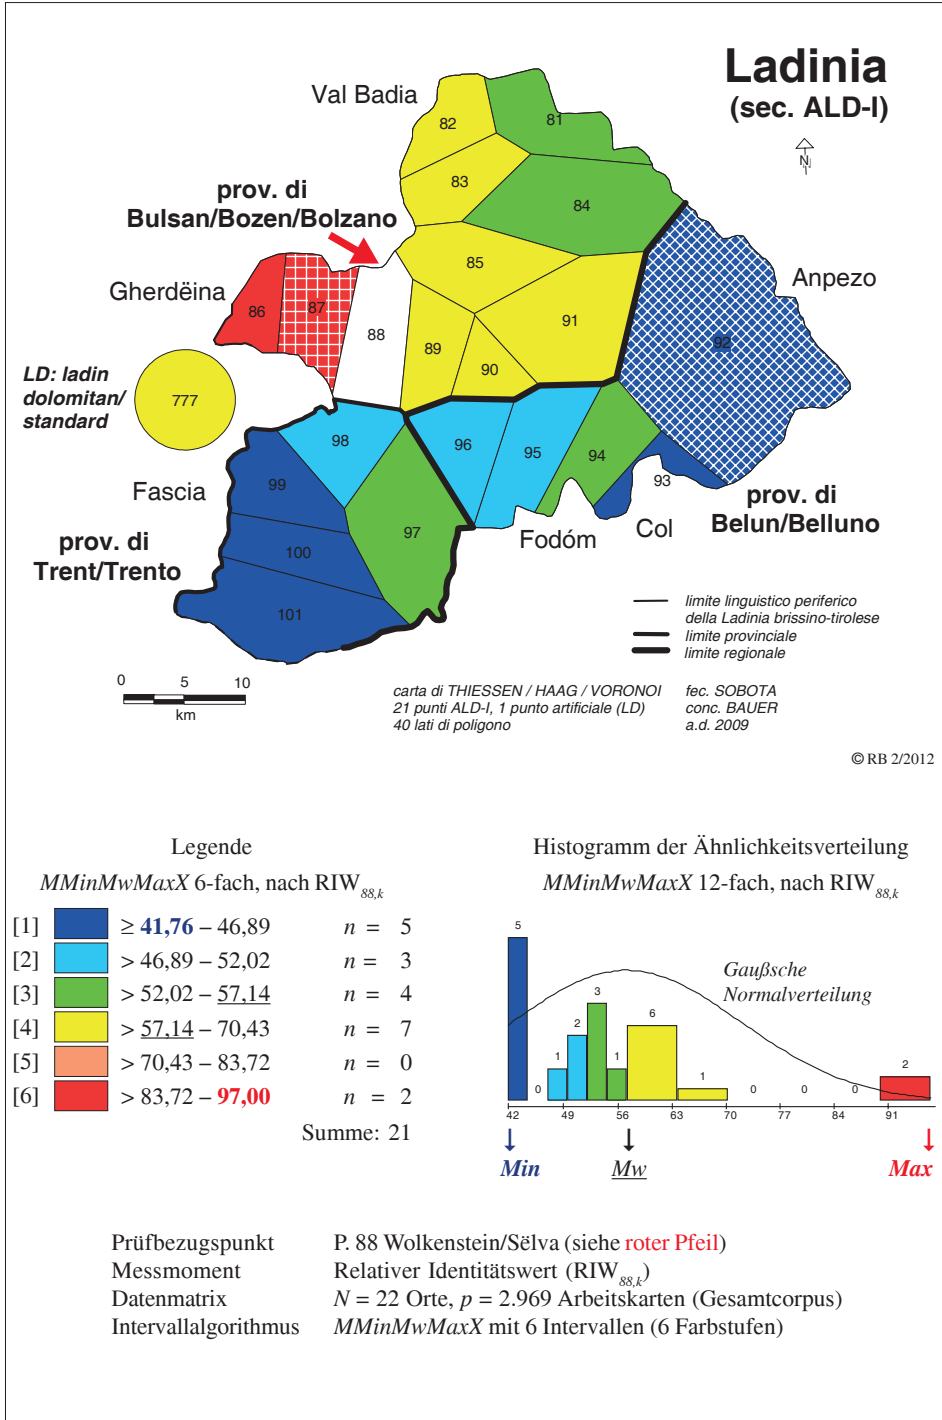 Ladinia
(sec. ALD-I)
N
Val Badia
prov. di
Bulsan/Bozen/Bolzano
Gherdëina
Anpezo
LD: ladin
dolomitan/
standard
777
Fascia
prov. di
Trent/Trento
Fodóm
Col
prov. di
Belun/Belluno
81
82
83
84
85
86
87
88
89
90
91
92
93
94
95
96
97
98
99
100
101
limite linguistico periferico
della Ladinia brissino-tirolese
limite provinciale
limite regionale
0 5 10
km
carta di THIESSEN / HAAG / VORONOI fec. SOBOTA
21 punti ALD-I, 1 punto artificiale (LD) conc. BAUER
40 lati di poligono a.d. 2009
© RB 2/2012
Legende
MMinMwMaxX 6-fach, nach RIW88,k
[1] ≥ 41,76 – 46,89 n = 5
[2] > 46,89 – 52,02 n = 3
[3] > 52,02 – 57,14 n = 4
[4] > 57,14 – 70,43 n = 7
[5] > 70,43 – 83,72 n = 0
[6] > 83,72 – 97,00 n = 2
Summe: 21
Histogramm der Ähnlichkeitsverteilung
MMinMwMaxX 12-fach, nach RIW88,k
Gaußsche
Normalverteilung
5 0 1 2 3 1 6 1 0 0 0 2
42 49 56 63 70 77 84 91
Min Mw Max
Prüfbezugspunkt P. 88 Wolkenstein/Sëlva (siehe roter Pfeil)
Messmoment Relativer Identitätswert (RIW88,k)
Datenmatrix N = 22 Orte, p = 2.969 Arbeitskarten (Gesamtcorpus)
Intervallalgorithmus MMinMwMaxX mit 6 Intervallen (6 Farbstufen)